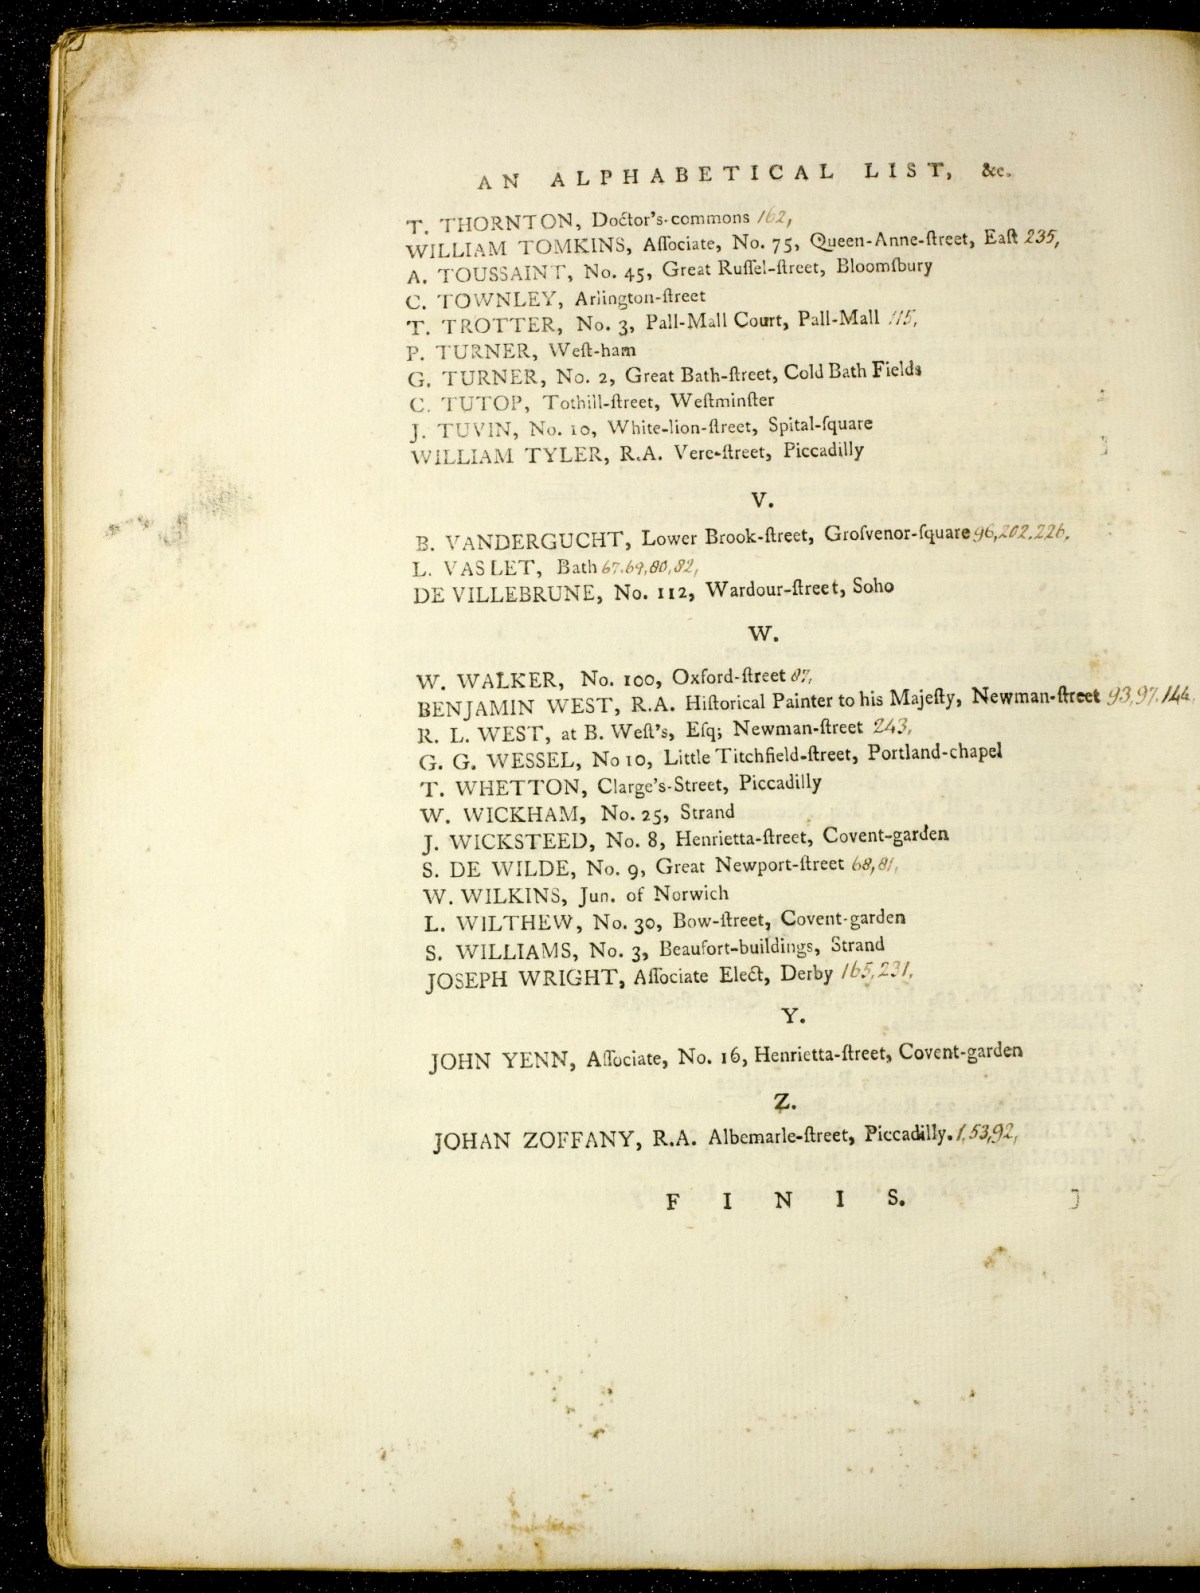 AN ALPHABETICAL LIST, &c.
T. THORNTON, Doctor's-commons 162,
WILLIAM TOMKINS, Aſſociate, No. 75, Queen-Anne-ſtreet, Eaſt 235,
A. TOUSSAINT, No. 45, Great Ruſſel-ſtreet, Bloomſbury
C. TOWNLEY, Arlington-ſtreet
T. TROTTER, No. 3, Pall-Mall Court, Pall-Mall 115,
P. TURNER, Weſt-ham
G. TURNER, No. 2, Great Bath-ſtreet, Cold Bath Fields
C. TUTOP, Tothill-ſtreet, Weſtminſter
J. TUVIN, No. 10, White-lion-ſtreet, Spital-ſquare
WILLIAM TYLER, R.A. Vere-ſtreet, Piccadilly
V.
B. VANDERGUCHT, Lower Brook-ſtreet, Groſvenor-ſquare 96,202,226,
L. VASLET, Bath 67,69,80,82,
DE VILLEBRUNE, No. 112, Wardour-ſtreet, Soho
W.
W. WALKER, No. 100, Oxford-ſtreet 87,
BENJAMIN WEST, R.A. Hiſtorical Painter to his Majeſty, Newman-ſtreet 93,97,144,
R. L. WEST, at B. Weſt's, Eſq; Newman-ſtreet 243,
G. G. WESSEL, No 10, Little Titchfield-ſtreet, Portland-chapel
T. WHETTON, Clarge's-Street, Piccadilly
W. WICKHAM, No. 25, Strand
J. WICKSTEED, No. 8, Henrietta-ſtreet, Covent-garden
S. DE WILDE, No. 9, Great Newport-ſtreet 68,81,
W. WILKINS, Jun. of Norwich
L. WILTHEW, No. 30, Bow-ſtreet, Covent-garden
S. WILLIAMS, No. 3, Beaufort-buildings, Strand
JOSEPH WRIGHT, Aſſociate Elect, Derby 165,231,
Y.
JOHN YENN, Aſſociate, No. 16, Henrietta-ſtreet, Covent-garden
Z.
JOHAN ZOFFANY, R.A. Albemarle-ſtreet, Piccadilly. 1,53,92,
FINIS.